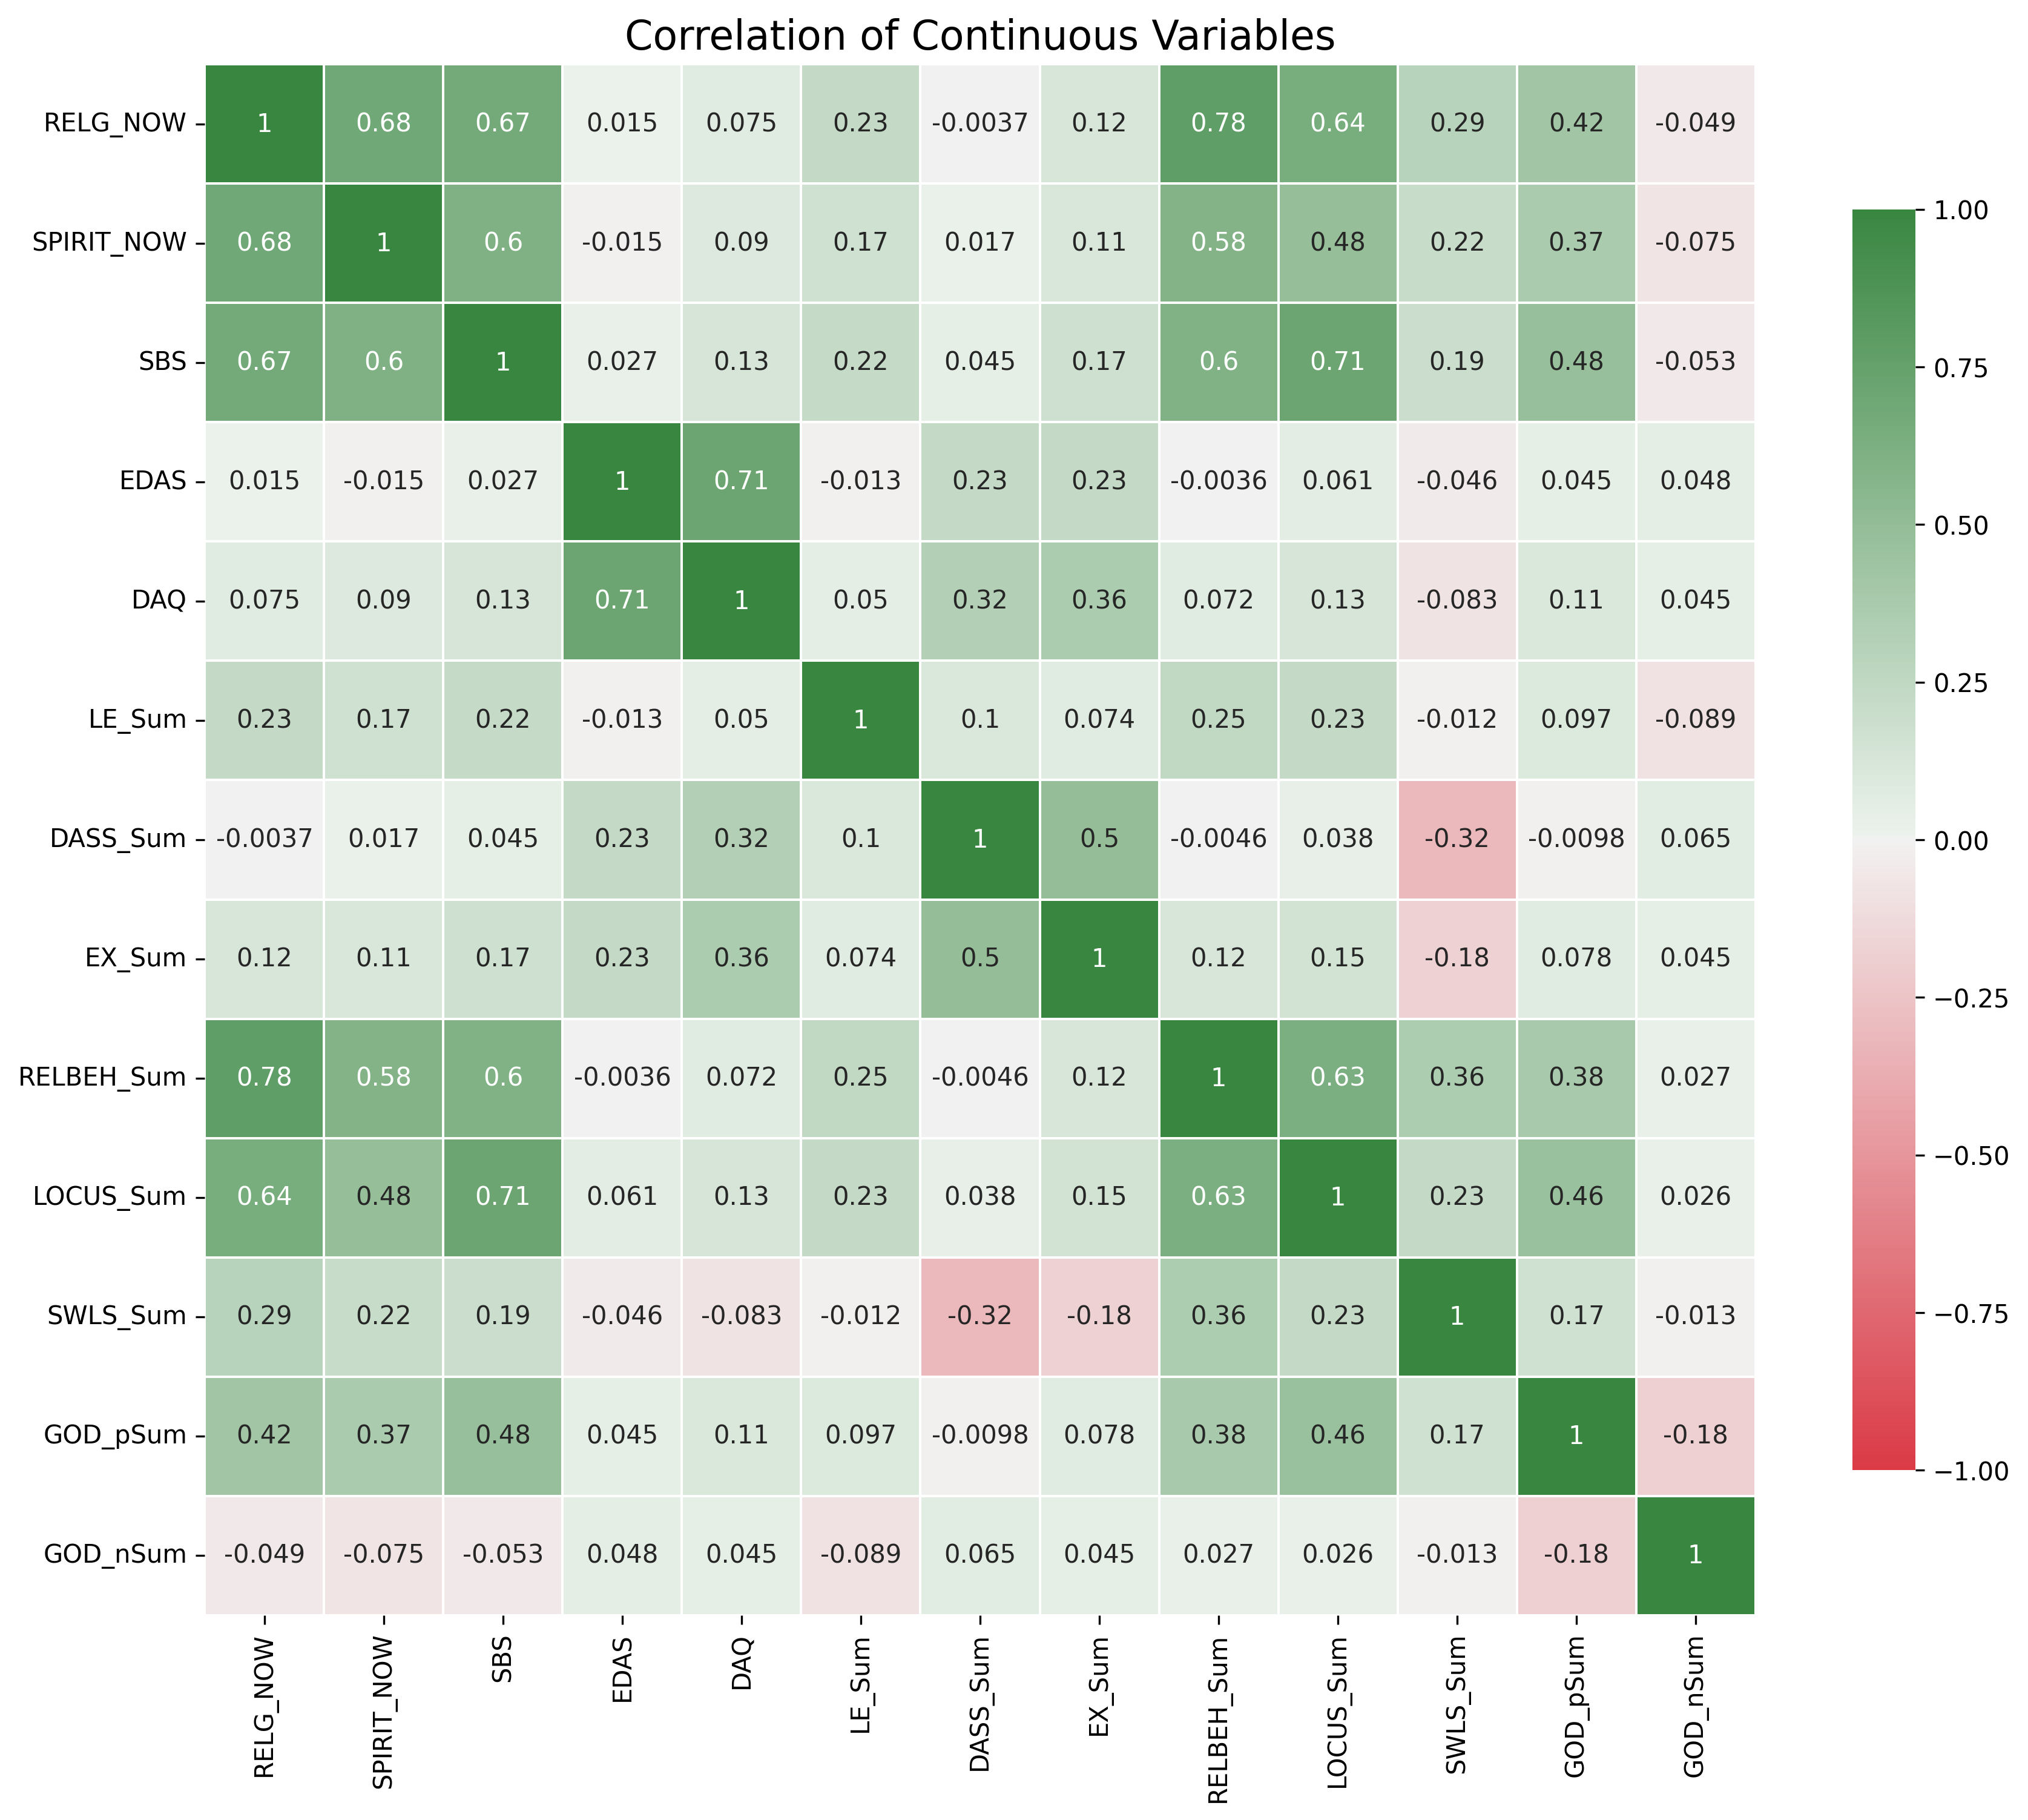 Correlation of Continuous Variables
RELG_NOW 1 0.68 0.67 0.015 0.075 0.23 -0.0037 0.12 0.78 0.64 0.29 0.42 -0.049
SPIRIT_NOW 0.68 1 0.6 -0.015 0.09 0.17 0.017 0.11 0.58 0.48 0.22 0.37 -0.075
SBS 0.67 0.6 1 0.027 0.13 0.22 0.045 0.17 0.6 0.71 0.19 0.48 -0.053
EDAS 0.015 -0.015 0.027 1 0.71 -0.013 0.23 0.23 -0.0036 0.061 -0.046 0.045 0.048
DAQ 0.075 0.09 0.13 0.71 1 0.05 0.32 0.36 0.072 0.13 -0.083 0.11 0.045
LE_Sum 0.23 0.17 0.22 -0.013 0.05 1 0.1 0.074 0.25 0.23 -0.012 0.097 -0.089
DASS_Sum -0.0037 0.017 0.045 0.23 0.32 0.1 1 0.5 -0.0046 0.038 -0.32 -0.0098 0.065
EX_Sum 0.12 0.11 0.17 0.23 0.36 0.074 0.5 1 0.12 0.15 -0.18 0.078 0.045
RELBEH_Sum 0.78 0.58 0.6 -0.0036 0.072 0.25 -0.0046 0.12 1 0.63 0.36 0.38 0.027
LOCUS_Sum 0.64 0.48 0.71 0.061 0.13 0.23 0.038 0.15 0.63 1 0.23 0.46 0.026
SWLS_Sum 0.29 0.22 0.19 -0.046 -0.083 -0.012 -0.32 -0.18 0.36 0.23 1 0.17 -0.013
GOD_pSum 0.42 0.37 0.48 0.045 0.11 0.097 -0.0098 0.078 0.38 0.46 0.17 1 -0.18
GOD_nSum -0.049 -0.075 -0.053 0.048 0.045 -0.089 0.065 0.045 0.027 0.026 -0.013 -0.18 1
RELG_NOW SPIRIT_NOW SBS EDAS DAQ LE_Sum DASS_Sum EX_Sum RELBEH_Sum LOCUS_Sum SWLS_Sum GOD_pSum GOD_nSum
1.00
0.75
0.50
0.25
0.00
−0.25
−0.50
−0.75
−1.00